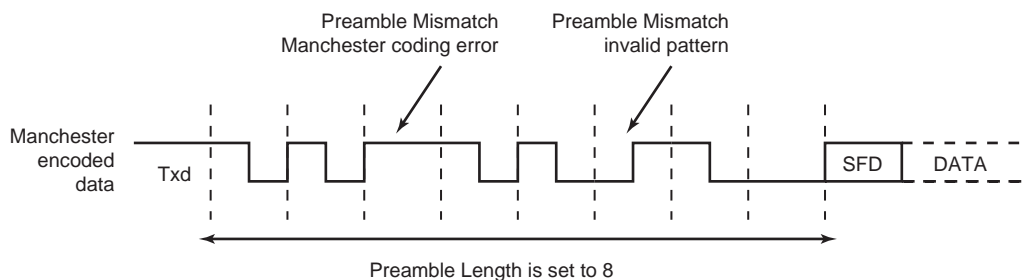 Preamble Mismatch
Manchester coding error
Preamble Mismatch
invalid pattern
Manchester
encoded
data
Txd
SFD
DATA
Preamble Length is set to 8